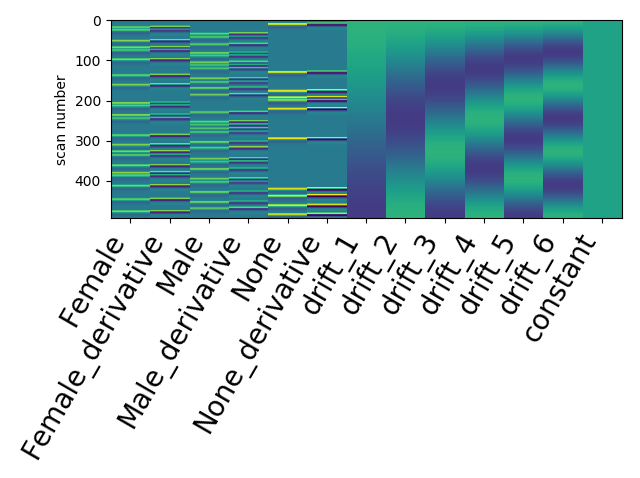 0
100
200
300
400
scan number
Female
Female_derivative
Male
Male_derivative
None
None_derivative
drift_1
drift_2
drift_3
drift_4
drift_5
drift_6
constant